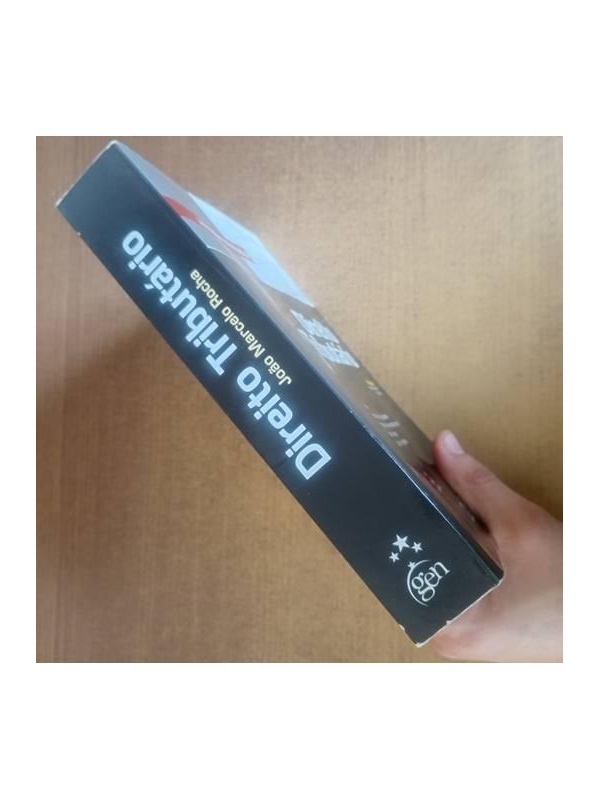 Direito Tributário
João Marcelo Rocha
gen